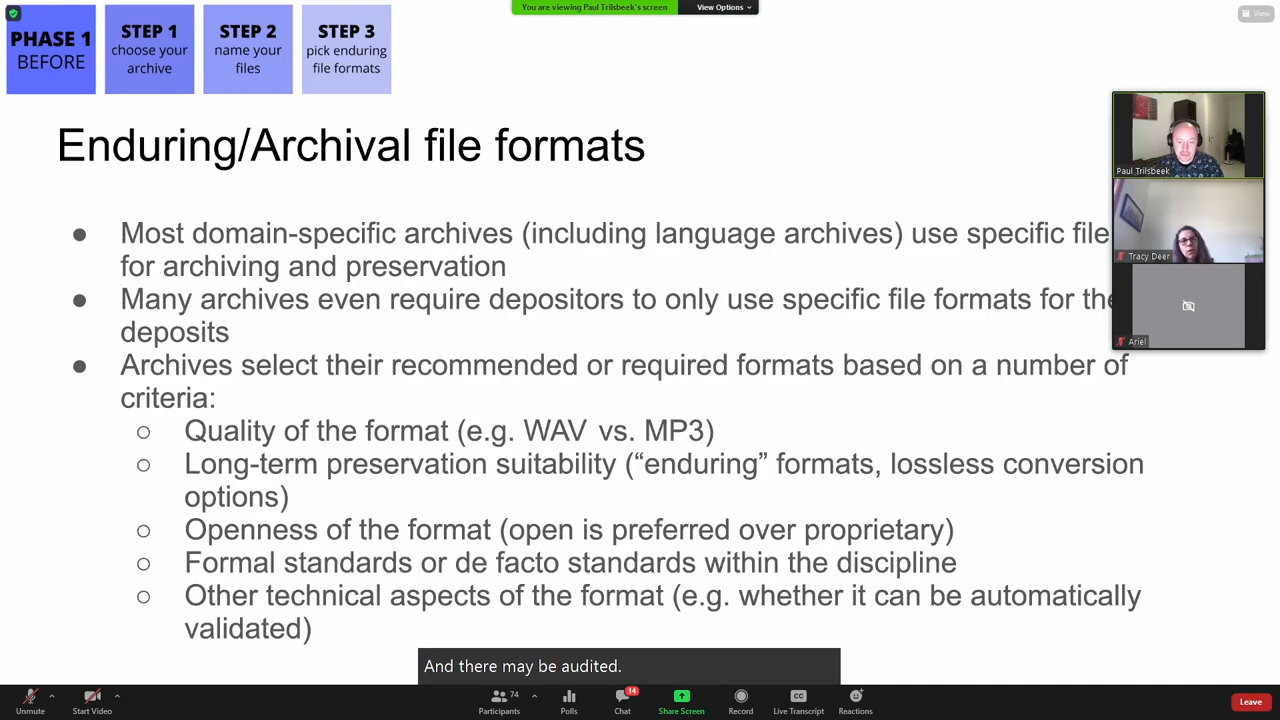 You are viewing Paul Trilsbeek's screen
View Options
View
PHASE 1
BEFORE
STEP 1
choose your
archive
STEP 2
name your
files
STEP 3
pick enduring
file formats
Enduring/Archival file formats
● Most domain-specific archives (including language archives) use specific file
for archiving and preservation
● Many archives even require depositors to only use specific file formats for the
deposits
● Archives select their recommended or required formats based on a number of
criteria:
○ Quality of the format (e.g. WAV vs. MP3)
○ Long-term preservation suitability (“enduring” formats, lossless conversion
options)
○ Openness of the format (open is preferred over proprietary)
○ Formal standards or de facto standards within the discipline
○ Other technical aspects of the format (e.g. whether it can be automatically
validated)
Paul Trilsbeek
Tracy Deer
Ariel
And there may be audited.
Unmute
Start Video
Participants 74
Polls
Chat 14
Share Screen
Record
CC
Live Transcript
Reactions
Leave